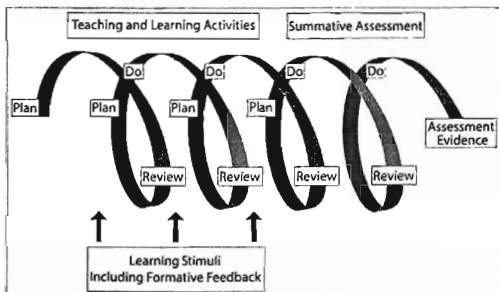 Teaching and Learning Activities
Summative Assessment
Do
Do
Do
Do
Plan
Plan
Plan
Plan
Assessment
Evidence
Review
Review
Review
Review
Learning Stimuli
Including Formative Feedback